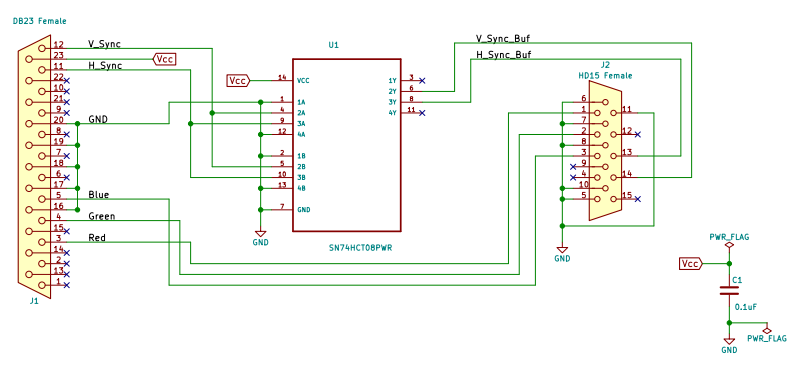 DB23 Female
12 V_Sync
23 Vcc
11 H_Sync
22
10
21
9
20 GND
8
19
7
18
6
17
5 Blue
16
4 Green
15
3 Red
14
2
13
1
J1
U1
Vcc 14 VCC
1 1A
4 2A
9 3A
12 4A
2 1B
5 2B
10 3B
13 4B
7 GND
1Y 3
2Y 6
3Y 8
4Y 11
SN74HCT08PWR
GND
V_Sync_Buf
H_Sync_Buf
J2
HD15 Female
6
1 11
7
2 12
8
3 13
9
4 14
10
5 15
GND
PWR_FLAG
Vcc
C1
0.1uF
PWR_FLAG
GND